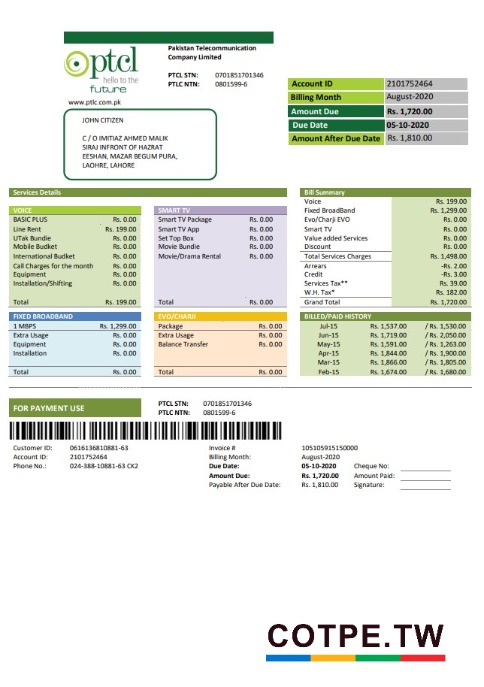 Pakistan Telecommunication
Company Limited
ptcl
hello to the
future
PTCL STN: 0701851701346
PTLC NTN: 0801599-6
www.ptlc.com.pk
Account ID 2101752464
Billing Month August-2020
Amount Due Rs. 1,720.00
Due Date 05-10-2020
Amount After Due Date Rs. 1,810.00
JOHN CITIZEN
C / O IMITIAZ AHMED MALIK
SIRAJ INFRONT OF HAZRAT
EESHAN, MAZAR BEGUM PURA,
LAOHRE, LAHORE
Services Details
VOICE
BASIC PLUS Rs. 0.00
Line Rent Rs. 199.00
UTak Bundle Rs. 0.00
Mobile Budket Rs. 0.00
International Budket Rs. 0.00
Call Charges for the month Rs. 0.00
Equipment Rs. 0.00
Installation/Shifting Rs. 0.00
Total Rs. 199.00
SMART TV
Smart TV Package Rs. 0.00
Smart TV App Rs. 0.00
Set Top Box Rs. 0.00
Movie Bundle Rs. 0.00
Movie/Drama Rental Rs. 0.00
Total Rs. 0.00
Bill Summary
Voice Rs. 199.00
Fixed BroadBand Rs. 1,299.00
Evo/Charji EVO Rs. 0.00
Smart TV Rs. 0.00
Value added Services Rs. 0.00
Discount Rs. 0.00
Total Services Charges Rs. 1,498.00
Arrears -Rs. 2.00
Credit -Rs. 3.00
Services Tax** Rs. 39.00
W.H. Tax* Rs. 182.00
Grand Total Rs. 1,720.00
FIXED BROADBAND
1 MBPS Rs. 1,299.00
Extra Usage Rs. 0.00
Equipment Rs. 0.00
Installation Rs. 0.00
Total Rs. 0.00
EVO/CHARJI
Package Rs. 0.00
Extra Usage Rs. 0.00
Balance Transfer Rs. 0.00
Total Rs. 0.00
BILLED/PAID HISTORY
Jul-15 Rs. 1,537.00 / Rs. 1,530.00
Jun-15 Rs. 1,719.00 / Rs. 2,050.00
May-15 Rs. 1,591.00 / Rs. 1,263.00
Apr-15 Rs. 1,844.00 / Rs. 1,900.00
Mar-15 Rs. 1,866.00 / Rs. 1,805.00
Feb-15 Rs. 1,674.00 / Rs. 1,680.00
FOR PAYMENT USE
PTCL STN: 0701851701346
PTLC NTN: 0801599-6
Customer ID: 0616136810881-63
Account ID: 2101752464
Phone No.: 024-388-10881-63 CK2
Invoice # 105105915150000
Billing Month: August-2020
Due Date: 05-10-2020 Cheque No:
Amount Due: Rs. 1,720.00 Amount Paid:
Payable After Due Date: Rs. 1,810.00 Signature:
COTPE.TW